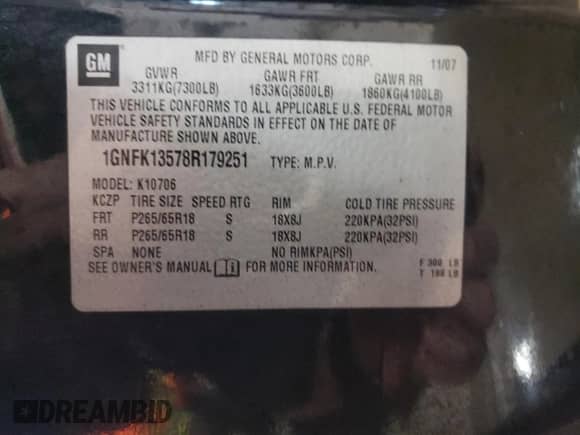 GM
MFD BY GENERAL MOTORS CORP. 11/07
GVWR GAWR FRT GAWR RR
3311KG(7300LB) 1633KG(3600LB) 1860KG(4100LB)
THIS VEHICLE CONFORMS TO ALL APPLICABLE U.S. FEDERAL MOTOR
VEHICLE SAFETY STANDARDS IN EFFECT ON THE DATE OF
MANUFACTURE SHOWN ABOVE.
1GNFK13578R179251 TYPE: M.P.V.
MODEL: K10706
KCZP TIRE SIZE SPEED RTG RIM COLD TIRE PRESSURE
FRT P265/65R18 S 18X8J 220KPA(32PSI)
RR P265/65R18 S 18X8J 220KPA(32PSI)
SPA NONE NO RIMKPA(PSI)
SEE OWNER'S MANUAL FOR MORE INFORMATION.
F 300 LB
T 188 LB
DREAMBID